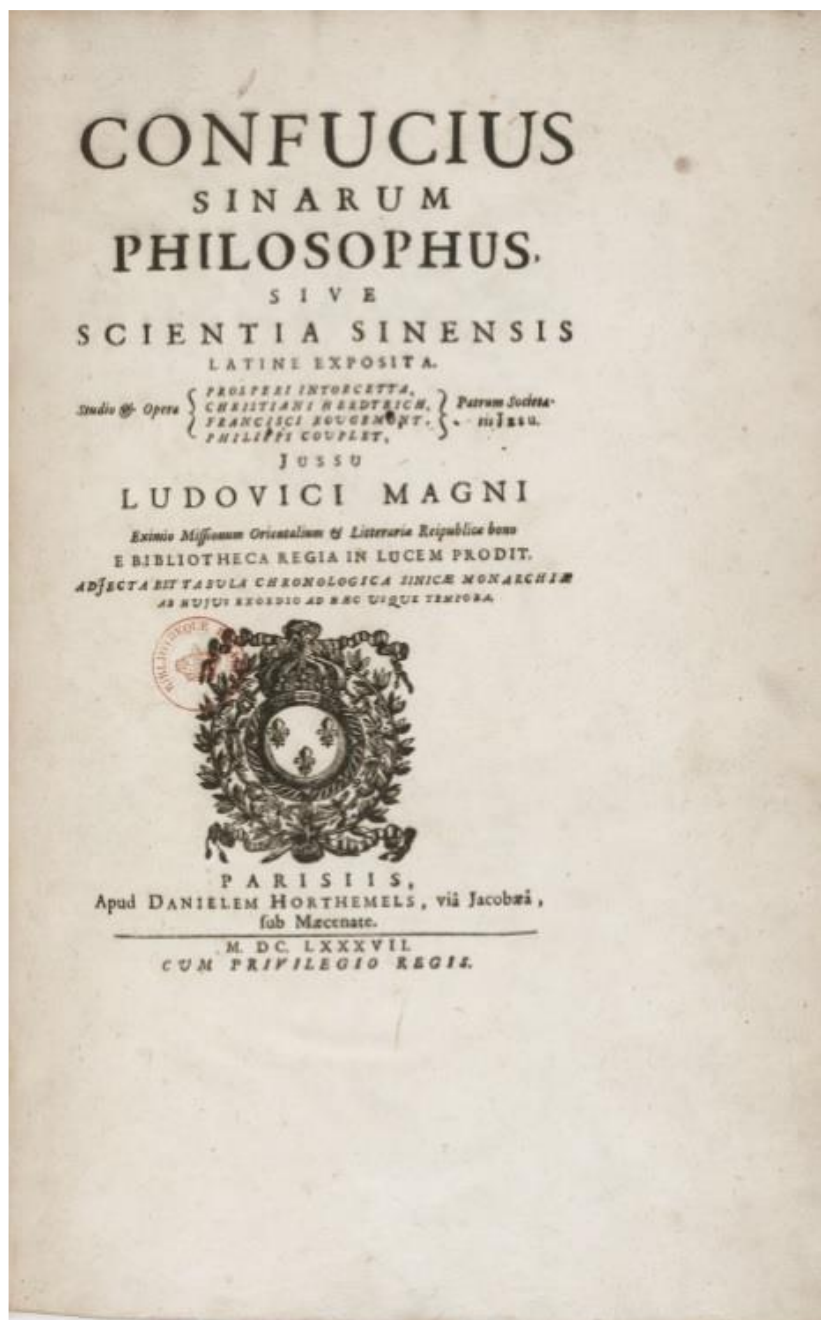 CONFUCIUS
SINARUM
PHILOSOPHUS,
SIVE
SCIENTIA SINENSIS
LATINE EXPOSITA.
Studio & Opera { PROSPERI INTORCETTA, CHRISTIANI HERDTRICH, FRANCISCI ROUGEMONT, PHILIPPI COUPLET, } Patrum Societatis JESU.
JUSSU
LUDOVICI MAGNI
Eximio Missionum Orientalium & Litterariæ Reipublicæ bono
E BIBLIOTHECA REGIA IN LUCEM PRODIT.
ADJECTA EST TABULA CHRONOLOGICA SINICÆ MONARCHIÆ
AB HUJUS EXORDIO AD HÆC USQUE TEMPORA.
BIBLIOTHEQUE
PARISIIS,
Apud DANIELEM HORTHEMELS, viâ Jacobæâ,
sub Mæcenate.
M. DC. LXXXVII.
CUM PRIVILEGIO REGIS.